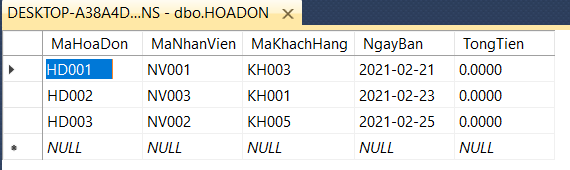 DESKTOP-A38A4D...NS - dbo.HOADON
MaHoaDon MaNhanVien MaKhachHang NgayBan TongTien
HD001 NV001 KH003 2021-02-21 0.0000
HD002 NV003 KH001 2021-02-23 0.0000
HD003 NV002 KH005 2021-02-25 0.0000
NULL NULL NULL NULL NULL